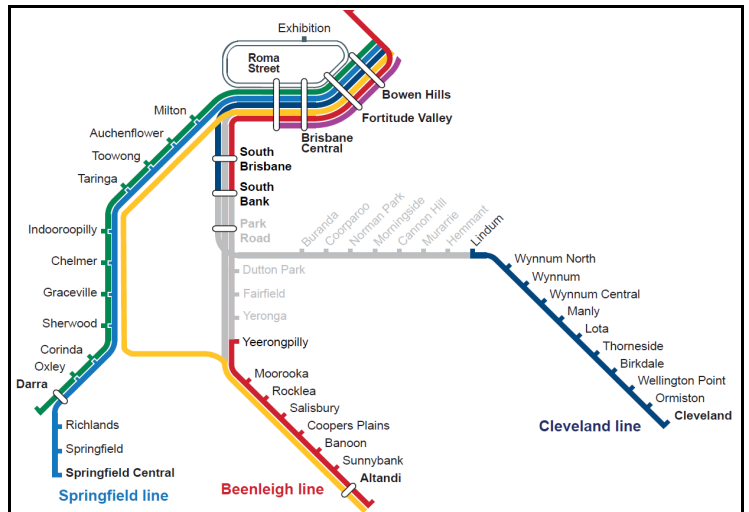 Exhibition
Roma
Street
Bowen Hills
Fortitude Valley
Brisbane
Central
Milton
Auchenflower
Toowong
Taringa
South
Brisbane
South
Bank
Park
Road
Indooroopilly
Chelmer
Graceville
Sherwood
Corinda
Oxley
Darra
Richlands
Springfield
Springfield Central
Springfield line
Buranda
Coorparoo
Norman Park
Morningside
Cannon Hill
Murarrie
Hemmant
Lindum
Dutton Park
Fairfield
Yeronga
Yeerongpilly
Moorooka
Rocklea
Salisbury
Coopers Plains
Banoon
Sunnybank
Altandi
Beenleigh line
Wynnum North
Wynnum
Wynnum Central
Manly
Lota
Thorneside
Birkdale
Wellington Point
Ormiston
Cleveland
Cleveland line